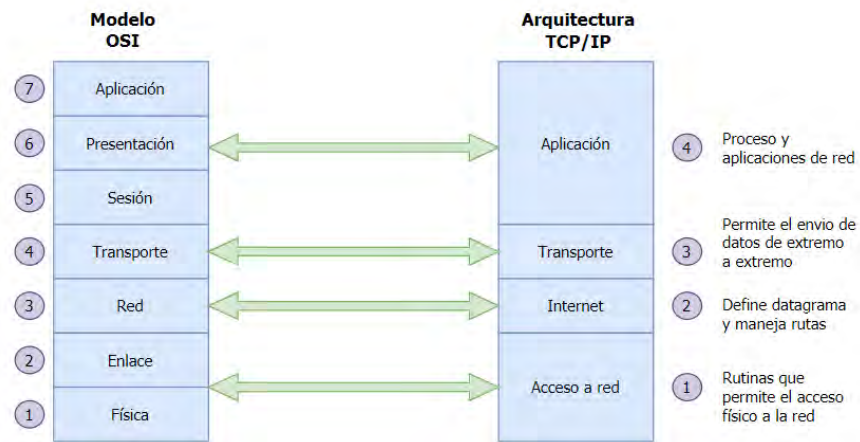 Modelo
OSI
Arquitectura
TCP/IP
7
Aplicación
6
Presentación
5
Sesión
4
Transporte
3
Red
2
Enlace
1
Física
Aplicación
4
Proceso y
aplicaciones de red
Transporte
3
Permite el envio de
datos de extremo
a extremo
Internet
2
Define datagrama
y maneja rutas
Acceso a red
1
Rutinas que
permite el acceso
físico a la red